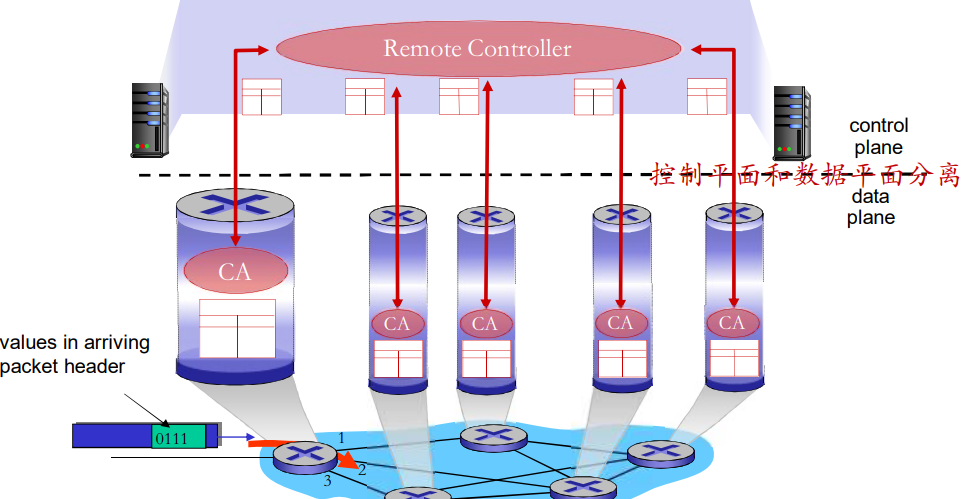 Remote Controller
control
plane
控制平面和数据平面分离
data
plane
CA
CA
CA
CA
CA
values in arriving
packet header
0111
1
2
3